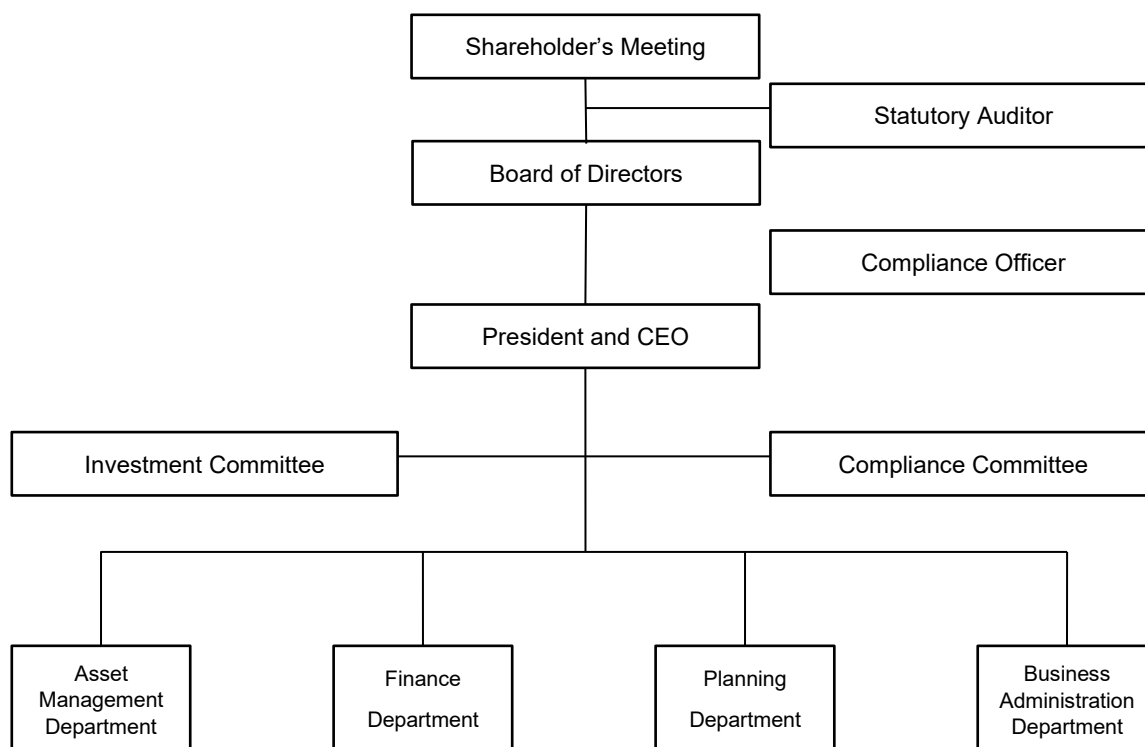 Shareholder’s Meeting
Statutory Auditor
Board of Directors
Compliance Officer
President and CEO
Investment Committee
Compliance Committee
Asset
Management
Department
Finance
Department
Planning
Department
Business
Administration
Department